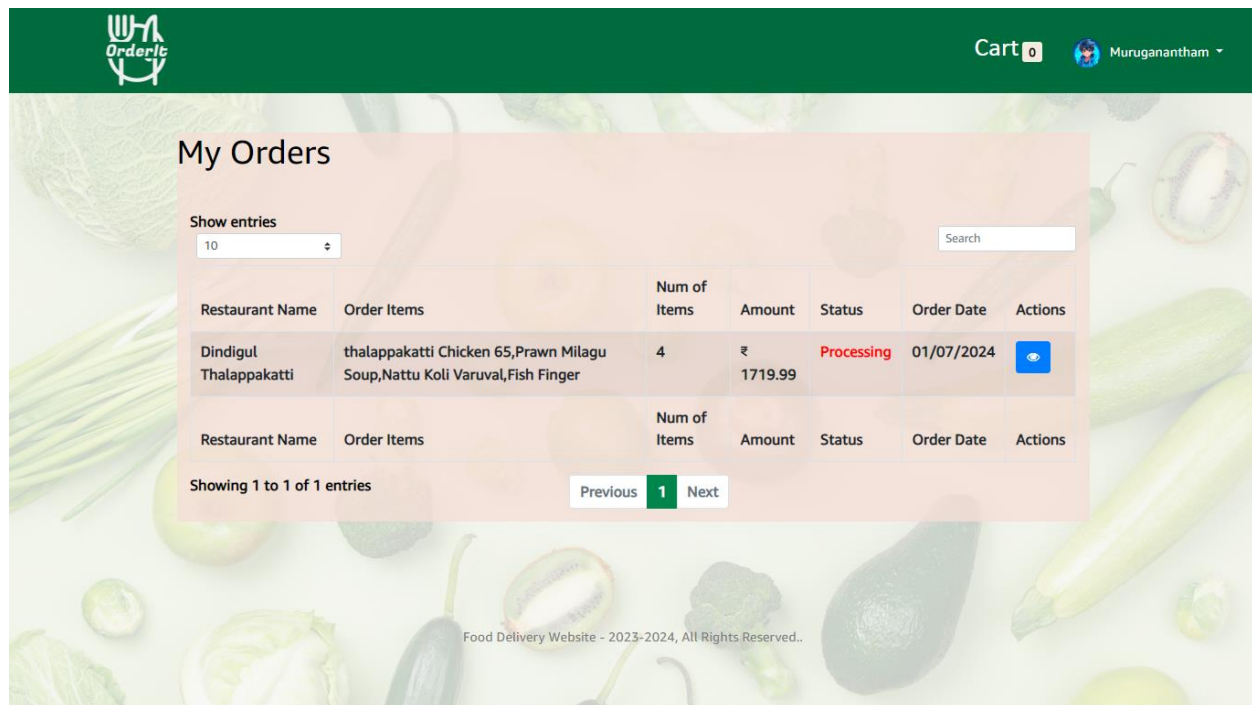 OrderIt
Cart 0
Muruganantham
My Orders
Show entries
10
Search
Restaurant Name Order Items Num of Items Amount Status Order Date Actions
Dindigul Thalappakatti thalappakatti Chicken 65,Prawn Milagu Soup,Nattu Koli Varuval,Fish Finger 4 ₹ 1719.99 Processing 01/07/2024
Restaurant Name Order Items Num of Items Amount Status Order Date Actions
Showing 1 to 1 of 1 entries
Previous 1 Next
Food Delivery Website - 2023-2024, All Rights Reserved..